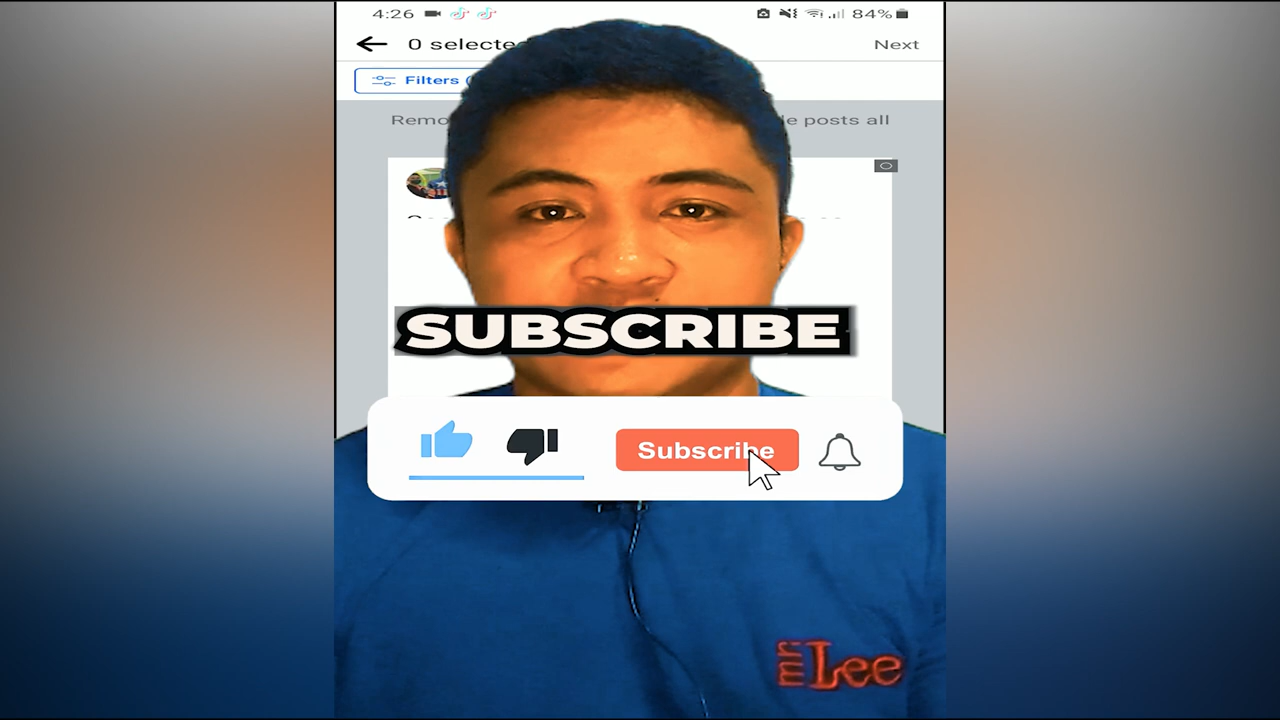 4:26 84%
0 selecte Next
Filters
Remo le posts all
SUBSCRIBE
Subscribe
mr. Lee